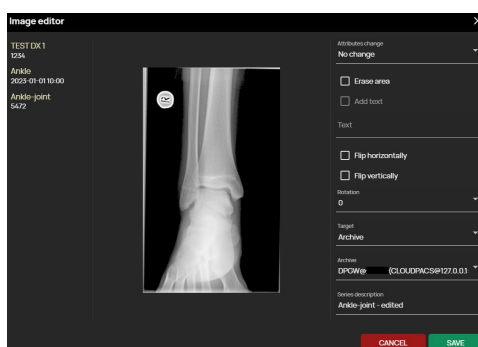 Image editor
TEST DX 1
1234
Ankle
2023-01-01 10:00
Ankle-joint
5472
Attributes change
No change
Erase area
Add text
Text
Flip horizontally
Flip vertically
Rotation
0
Target
Archive
Archive
DPGW@ (CLOUDPACS@127.0.0.1
Series description
Ankle-joint - edited
CANCEL
SAVE